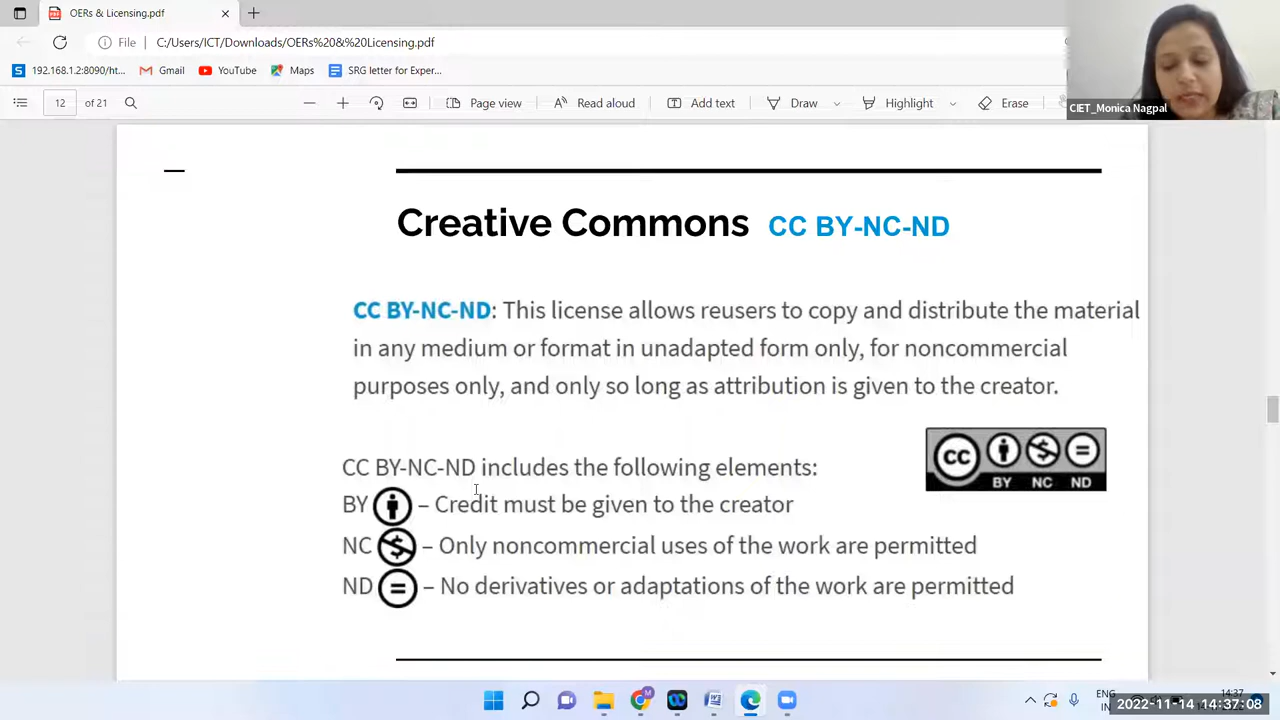 OERs & Licensing.pdf
File C:/Users/ICT/Downloads/OERs%20&%20Licensing.pdf
192.168.1.2:8090/ht... Gmail YouTube Maps SRG letter for Exper...
12 of 21 Page view Read aloud Add text Draw Highlight Erase
CIET_Monica Nagpal
Creative Commons CC BY-NC-ND
CC BY-NC-ND: This license allows reusers to copy and distribute the material
in any medium or format in unadapted form only, for noncommercial
purposes only, and only so long as attribution is given to the creator.
CC BY-NC-ND includes the following elements:
BY – Credit must be given to the creator
NC – Only noncommercial uses of the work are permitted
ND – No derivatives or adaptations of the work are permitted
CC
BY NC ND
ENG
IN
14:37
2022-11-14 14:37:08